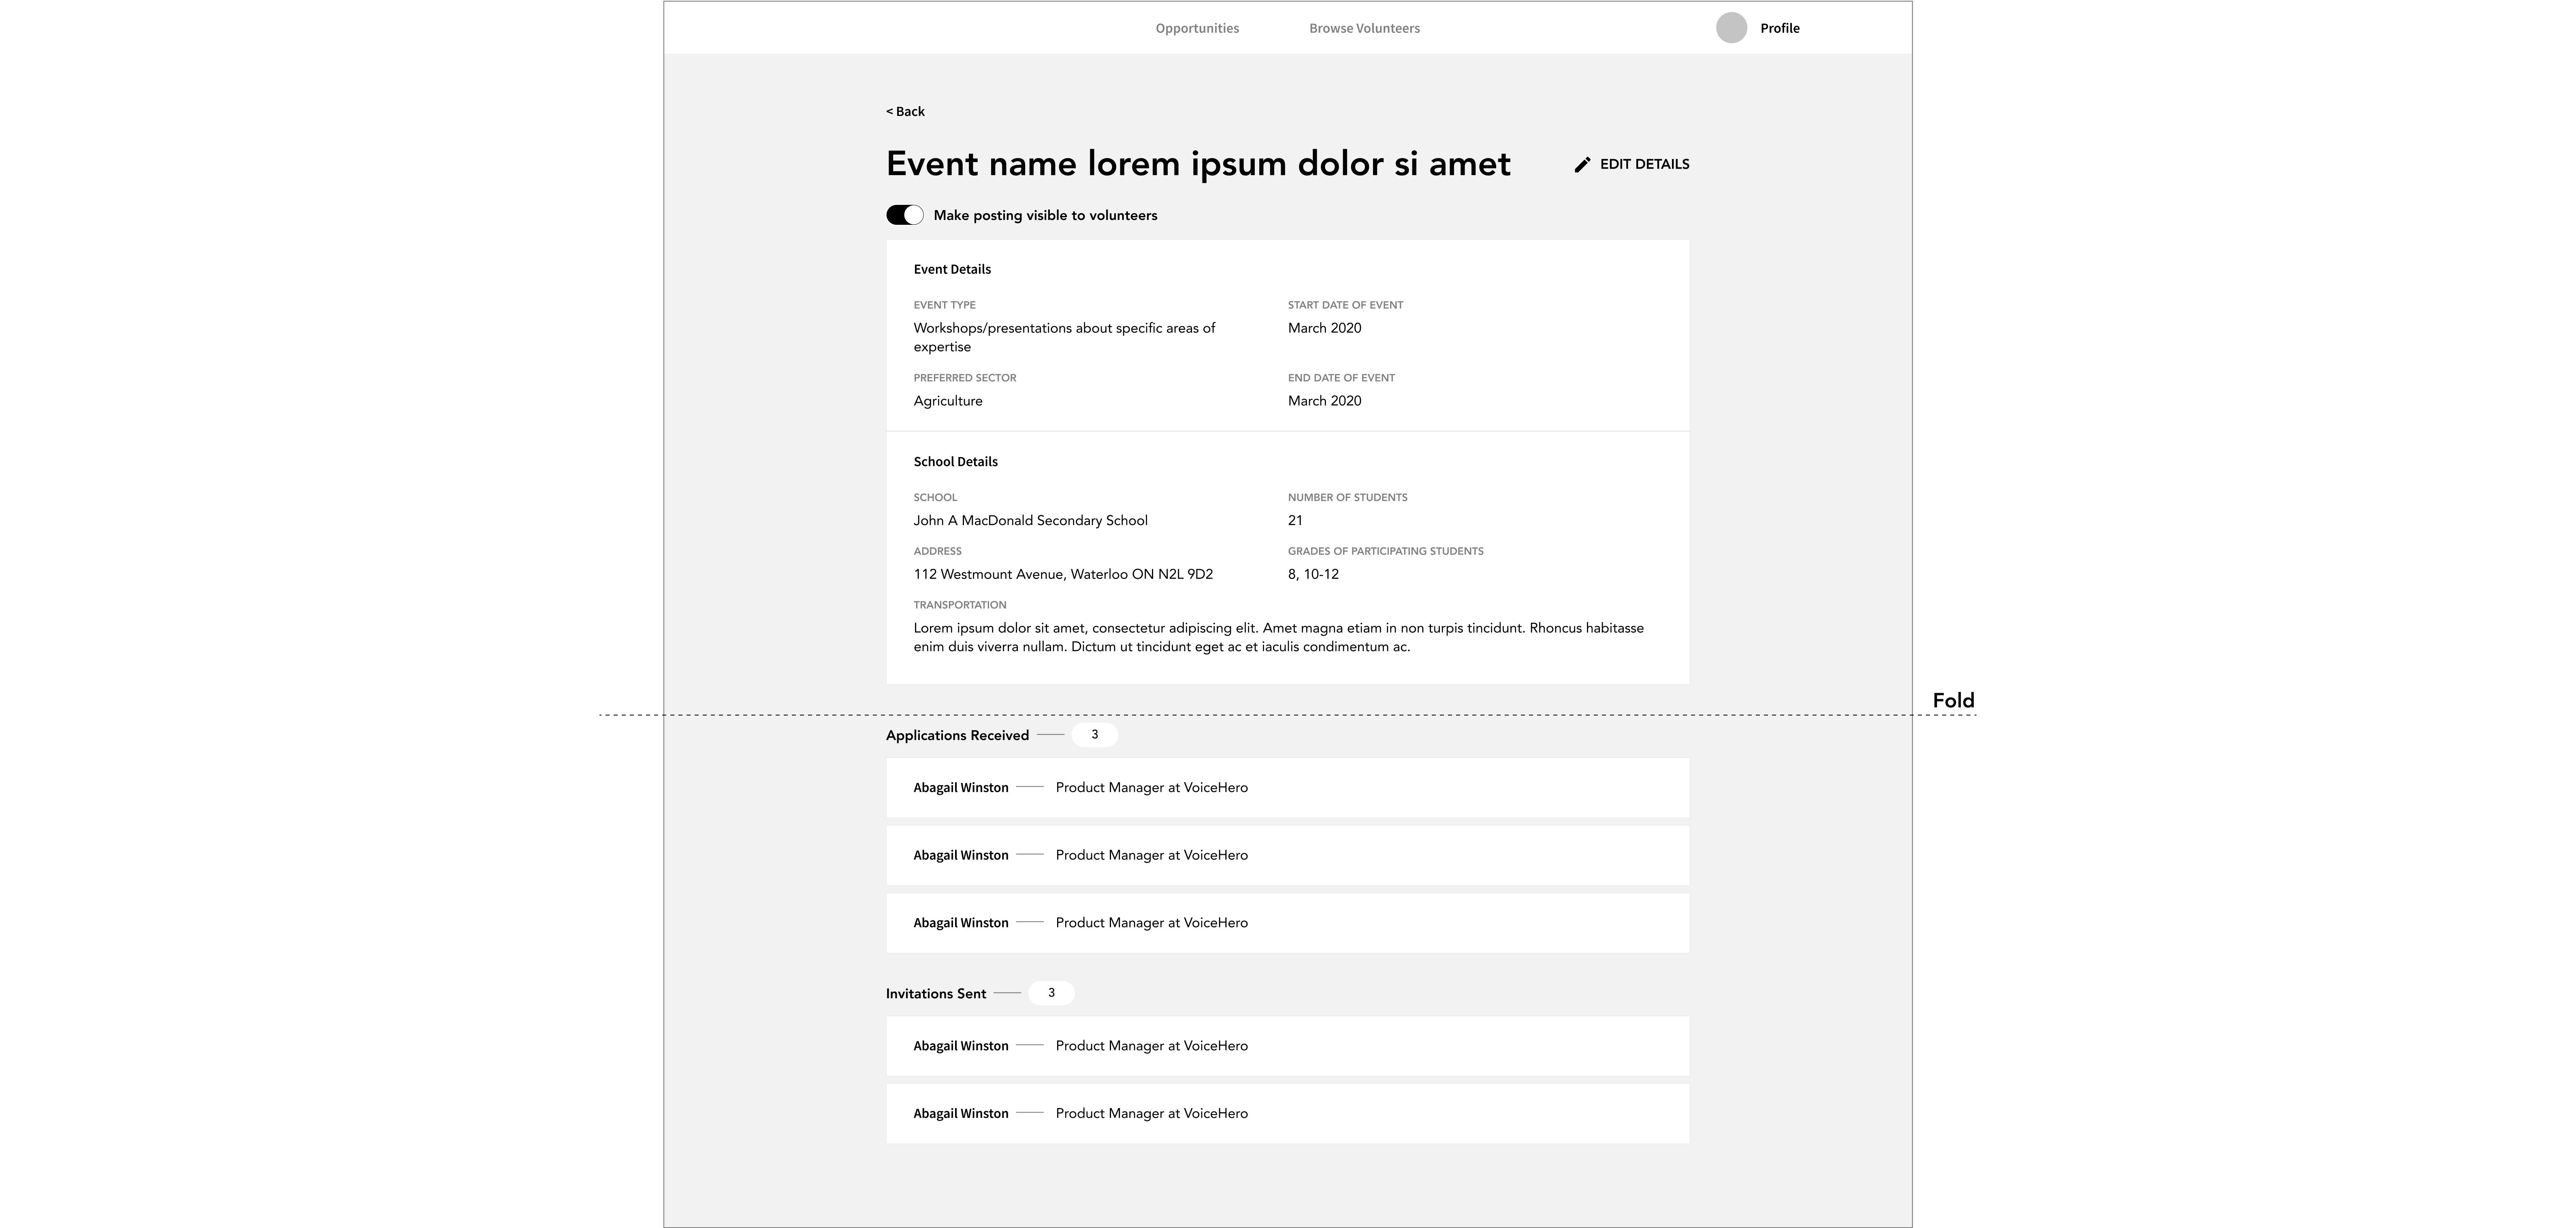 Opportunities
Browse Volunteers
Profile
< Back
Event name lorem ipsum dolor si amet
EDIT DETAILS
Make posting visible to volunteers
Event Details
EVENT TYPE
Workshops/presentations about specific areas of
expertise
START DATE OF EVENT
March 2020
PREFERRED SECTOR
Agriculture
END DATE OF EVENT
March 2020
School Details
SCHOOL
John A MacDonald Secondary School
NUMBER OF STUDENTS
21
ADDRESS
112 Westmount Avenue, Waterloo ON N2L 9D2
GRADES OF PARTICIPATING STUDENTS
8, 10-12
TRANSPORTATION
Lorem ipsum dolor sit amet, consectetur adipiscing elit. Amet magna etiam in non turpis tincidunt. Rhoncus habitasse
enim duis viverra nullam. Dictum ut tincidunt eget ac et iaculis condimentum ac.
Fold
Applications Received 3
Abagail Winston Product Manager at VoiceHero
Abagail Winston Product Manager at VoiceHero
Abagail Winston Product Manager at VoiceHero
Invitations Sent 3
Abagail Winston Product Manager at VoiceHero
Abagail Winston Product Manager at VoiceHero